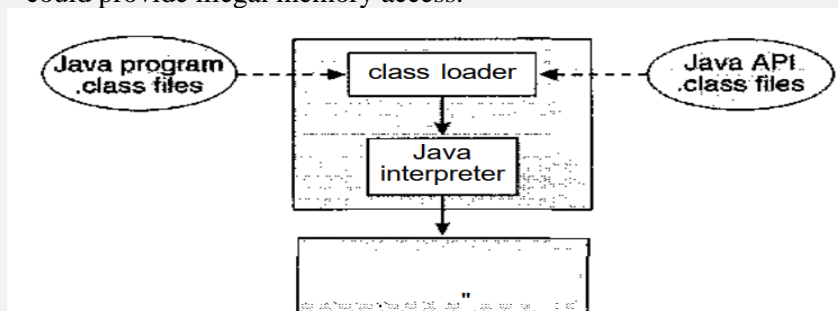 could provide illegal memory access.
Java program
.class files
class loader
Java API
.class files
Java
interpreter
"